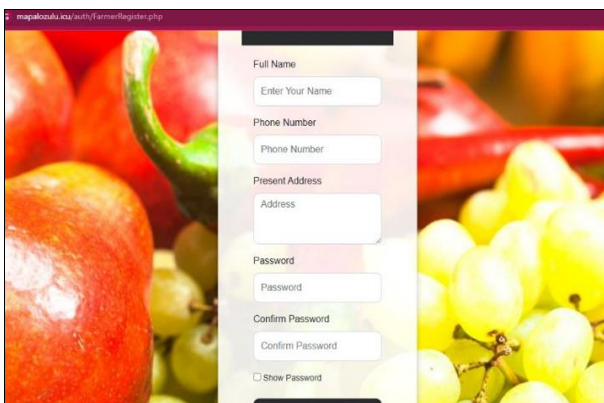 mapalozulu.icu/auth/FarmerRegister.php
Full Name
Enter Your Name
Phone Number
Phone Number
Present Address
Address
Password
Password
Confirm Password
Confirm Password
Show Password